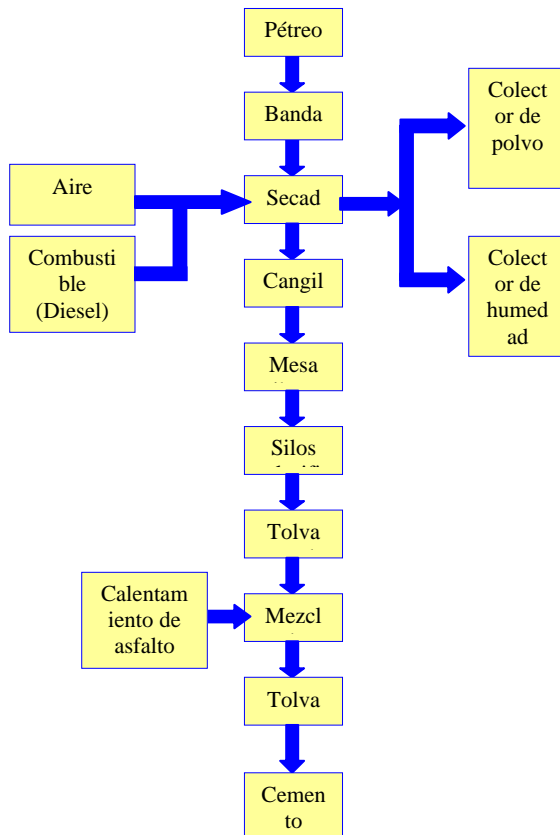 Pétreo
Banda
Colect
or de
polvo
Aire
Secad
Combusti
ble
(Diesel)
Cangil
Colect
or de
humed
ad
Mesa
Silos
Tolva
Calentam
iento de
asfalto
Mezcl
Tolva
Cemen
to